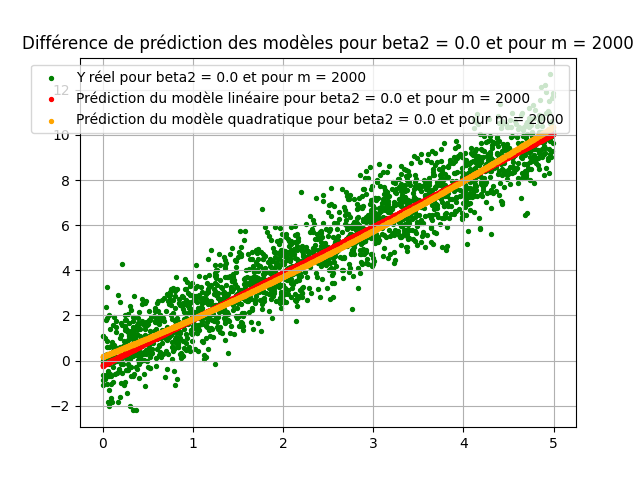 Différence de prédiction des modèles pour beta2 = 0.0 et pour m = 2000
Y réel pour beta2 = 0.0 et pour m = 2000
Prédiction du modèle linéaire pour beta2 = 0.0 et pour m = 2000
Prédiction du modèle quadratique pour beta2 = 0.0 et pour m = 2000
12
10
8
6
4
2
0
−2
0 1 2 3 4 5